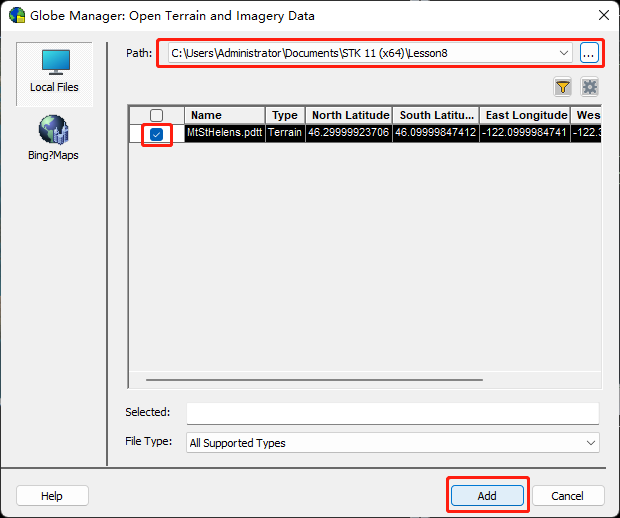 Globe Manager: Open Terrain and Imagery Data
Local Files
Bing?Maps
Path: C:\Users\Administrator\Documents\STK 11 (x64)\Lesson8 ...
Name Type North Latitude South Latitu... East Longitude Wes
MtStHelens.pdtt Terrain 46.29999923706 46.09999847412 -122.0999984741 -122.3
Selected:
File Type: All Supported Types
Help Add Cancel